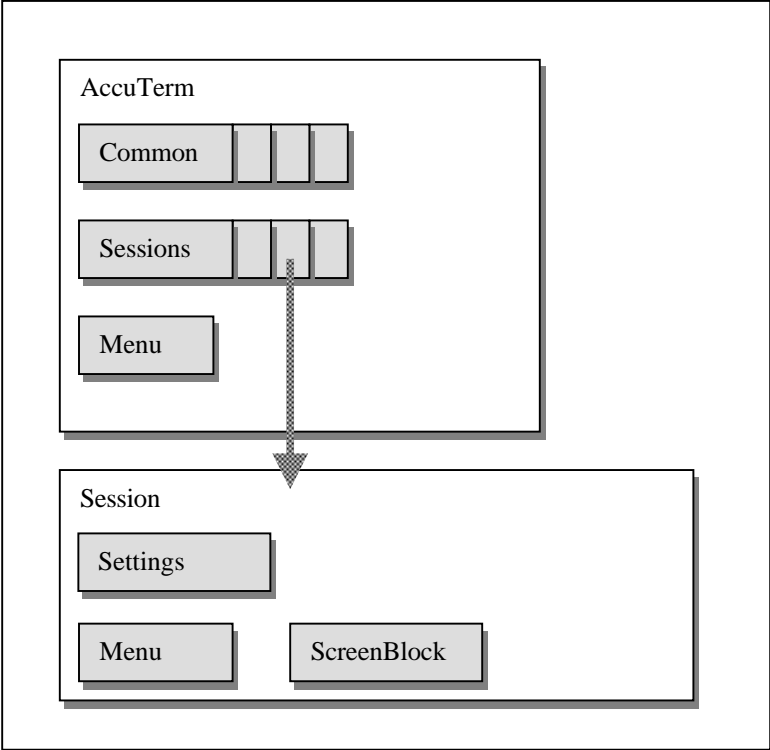 AccuTerm
Common
Sessions
Menu
Session
Settings
Menu
ScreenBlock